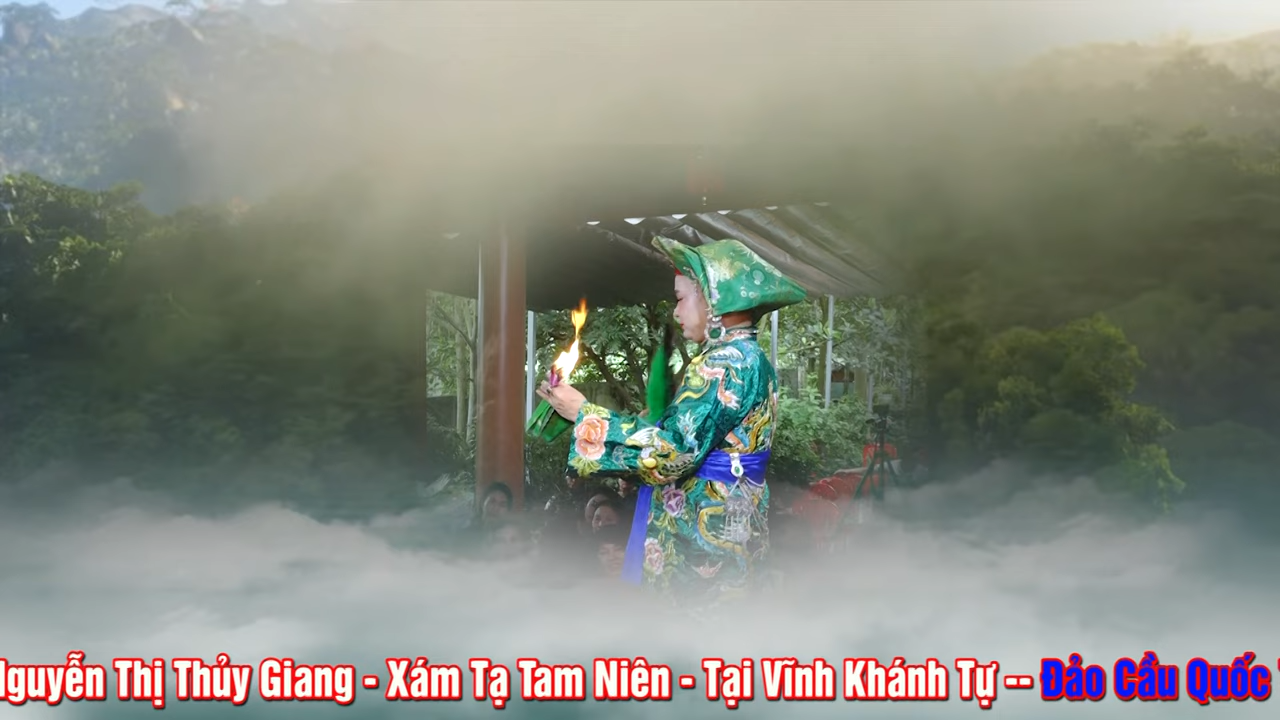 Nguyễn Thị Thủy Giang - Xám Tạ Tam Niên - Tại Vĩnh Khánh Tự -- Đảo Cầu Quốc